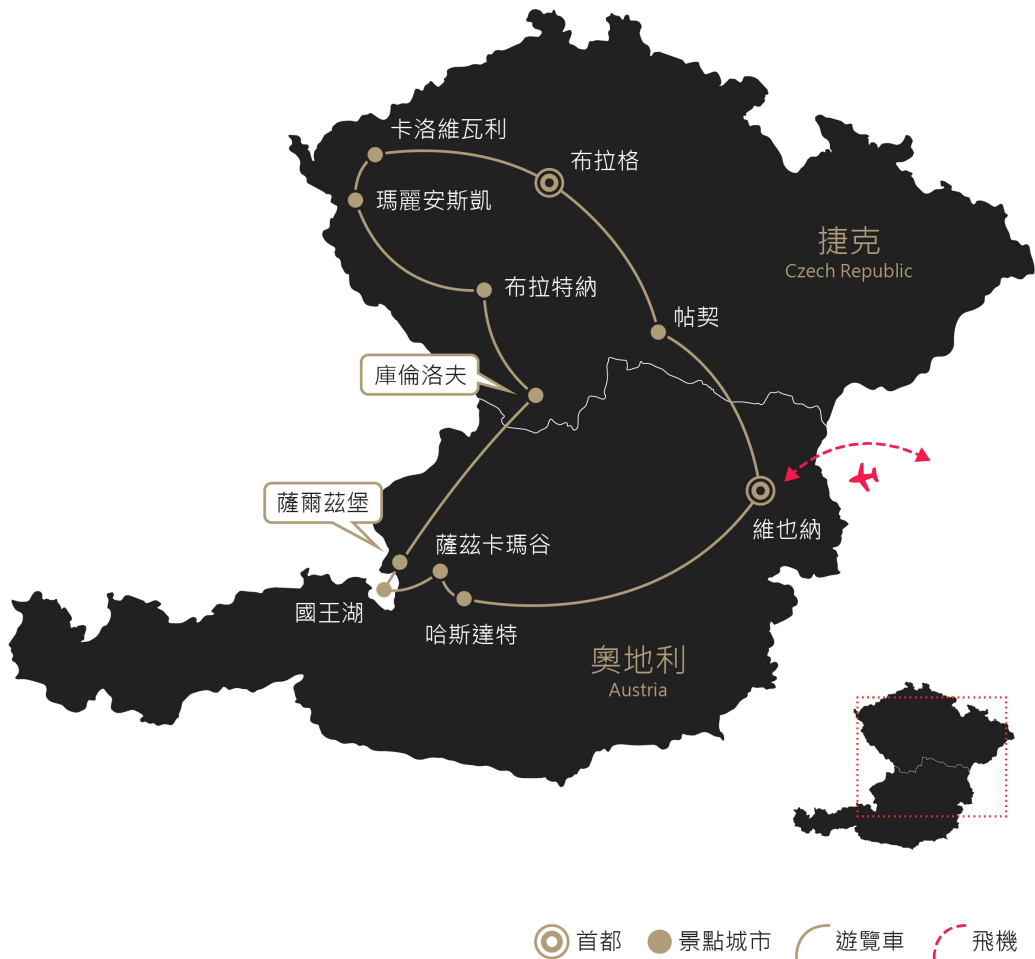 卡洛維瓦利
布拉格
瑪麗安斯凱
捷克
Czech Republic
布拉特納
帖契
庫倫洛夫
薩爾茲堡
維也納
薩茲卡瑪谷
國王湖
哈斯達特
奧地利
Austria
首都
景點城市
遊覽車
飛機